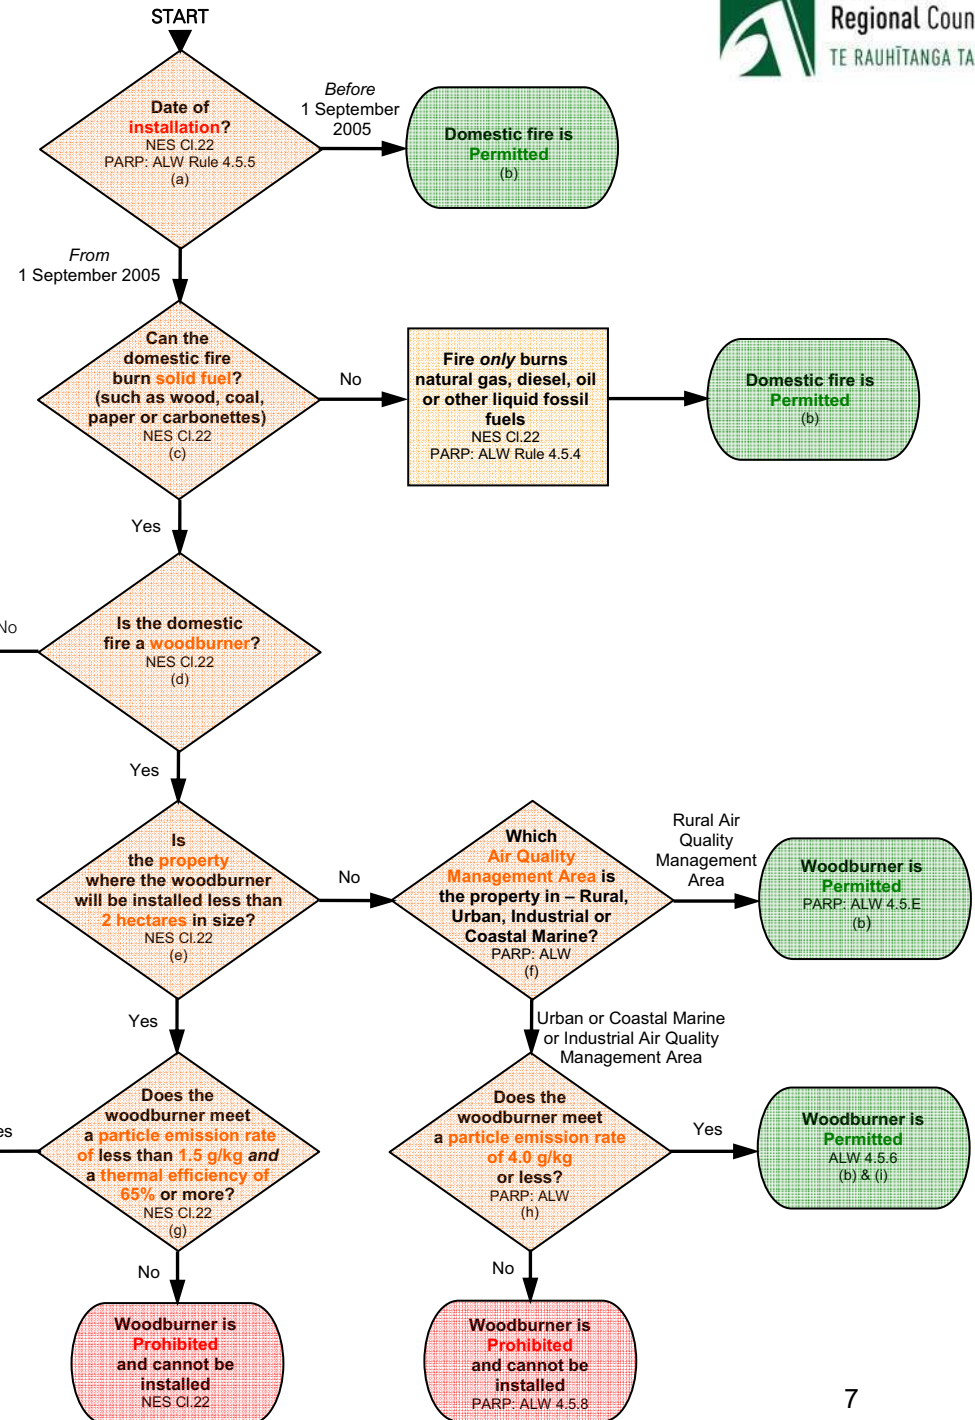 START
Regional Coun
TE RAUHĪTANGA TA
Date of
installation?
NES Cl.22
PARP: ALW Rule 4.5.5
(a)
Before
1 September
2005
Domestic fire is
Permitted
(b)
From
1 September 2005
Can the
domestic fire
burn solid fuel?
(such as wood, coal,
paper or carbonettes)
NES Cl.22
(c)
No
Fire only burns
natural gas, diesel, oil
or other liquid fossil
fuels
NES Cl.22
PARP: ALW Rule 4.5.4
Domestic fire is
Permitted
(b)
Yes
No
Is the domestic
fire a woodburner?
NES Cl.22
(d)
Yes
Is
the property
where the woodburner
will be installed less than
2 hectares in size?
NES Cl.22
(e)
No
Which
Air Quality
Management Area is
the property in – Rural,
Urban, Industrial or
Coastal Marine?
PARP: ALW
(f)
Rural Air
Quality
Management
Area
Woodburner is
Permitted
PARP: ALW 4.5.E
(b)
Yes
Urban or Coastal Marine
or Industrial Air Quality
Management Area
es
Does the
woodburner meet
a particle emission rate
of less than 1.5 g/kg and
a thermal efficiency of
65% or more?
NES Cl.22
(g)
Does the
woodburner meet
a particle emission rate
of 4.0 g/kg
or less?
PARP: ALW
(h)
Yes
Woodburner is
Permitted
ALW 4.5.6
(b) & (i)
No
No
Woodburner is
Prohibited
and cannot be
installed
NES Cl.22
Woodburner is
Prohibited
and cannot be
installed
PARP: ALW 4.5.8
7